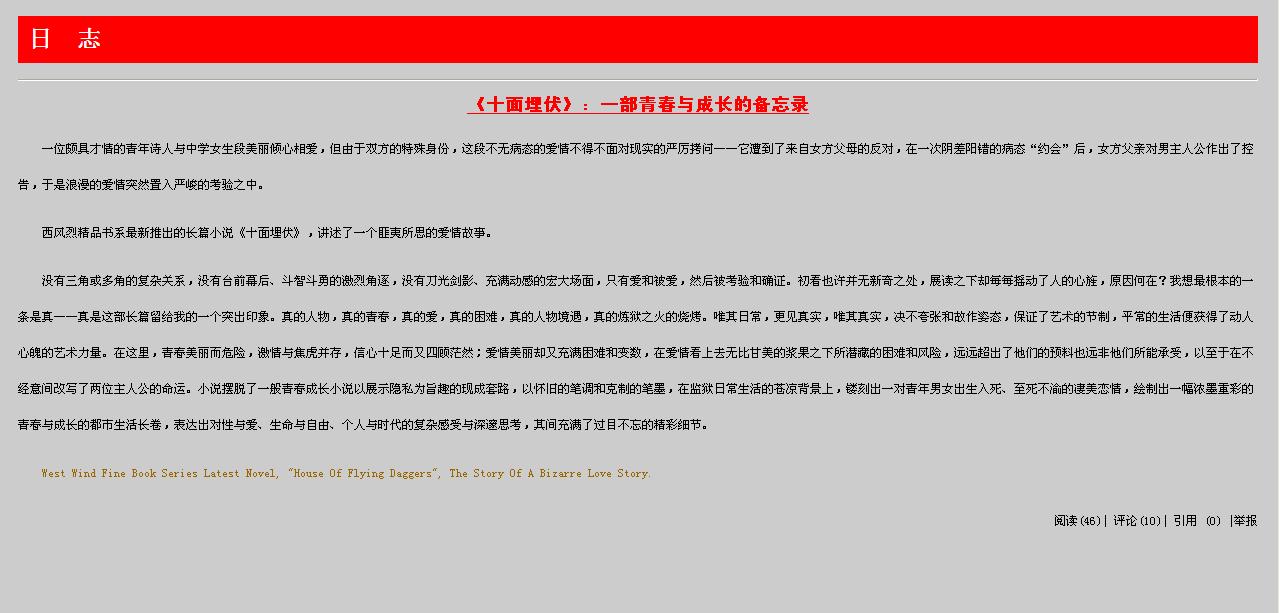 日 志
《十面埋伏》：一部青春与成长的备忘录
一位颇具才情的青年诗人与中学女生段美丽倾心相爱，但由于双方的特殊身份，这段不无病态的爱情不得不面对现实的严厉拷问——它遭到了来自女方父母的反对，在一次阴差阳错的病态“约会”后，女方父亲对男主人公作出了控
告，于是浪漫的爱情突然置入严峻的考验之中。
西风烈精品书系最新推出的长篇小说《十面埋伏》，讲述了一个匪夷所思的爱情故事。
没有三角或多角的复杂关系，没有台前幕后、斗智斗勇的激烈角逐，没有刀光剑影、充满动感的宏大场面，只有爱和被爱，然后被考验和确证。初看也许并无新奇之处，展读之下却每每摇动了人的心旌，原因何在？我想最根本的一
条是真——真是这部长篇留给我的一个突出印象。真的人物，真的青春，真的爱，真的困难，真的人物境遇，真的炼狱之火的烧烤。唯其日常，更见真实，唯其真实，决不夸张和故作姿态，保证了艺术的节制，平常的生活便获得了动人
心魄的艺术力量。在这里，青春美丽而危险，激情与焦虑并存，信心十足而又四顾茫然；爱情美丽却又充满困难和变数，在爱情看上去无比甘美的浆果之下所潜藏的困难和风险，远远超出了他们的预料也远非他们所能承受，以至于在不
经意间改写了两位主人公的命运。小说摆脱了一般青春成长小说以展示隐私为旨趣的现成套路，以怀旧的笔调和克制的笔墨，在监狱日常生活的苍凉背景上，镂刻出一对青年男女出生入死、至死不渝的凄美恋情，绘制出一幅浓墨重彩的
青春与成长的都市生活长卷，表达出对性与爱、生命与自由、个人与时代的复杂感受与深邃思考，其间充满了过目不忘的精彩细节。
West Wind Fine Book Series Latest Novel, "House Of Flying Daggers", The Story Of A Bizarre Love Story.
阅读(46)| 评论(10)| 引用 (0) |举报